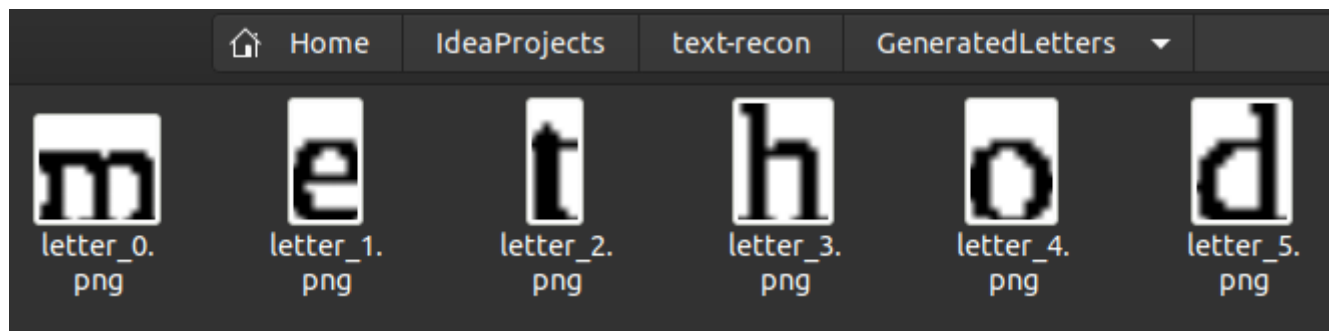 Home IdeaProjects text-recon GeneratedLetters
m e t h o d
letter_0. letter_1. letter_2. letter_3. letter_4. letter_5.
png png png png png png